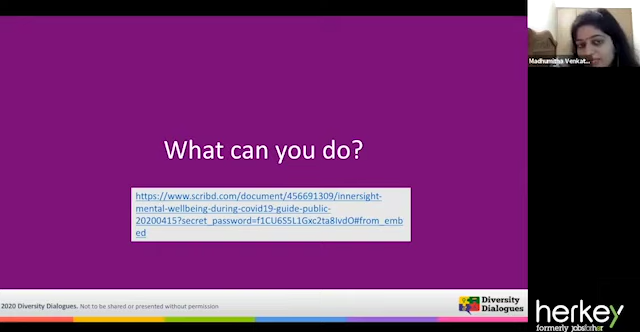 Madhumitha Venkat...
What can you do?
https://www.scribd.com/document/456691309/innersight-
mental-wellbeing-during-covid19-guide-public-
20200415?secret_password=f1CU6S5L1Gxc2ta8IvdO#from_emb
ed
2020 Diversity Dialogues. Not to be shared or presented without permission
Diversity
Dialogues
herkey
formerly jobsforher